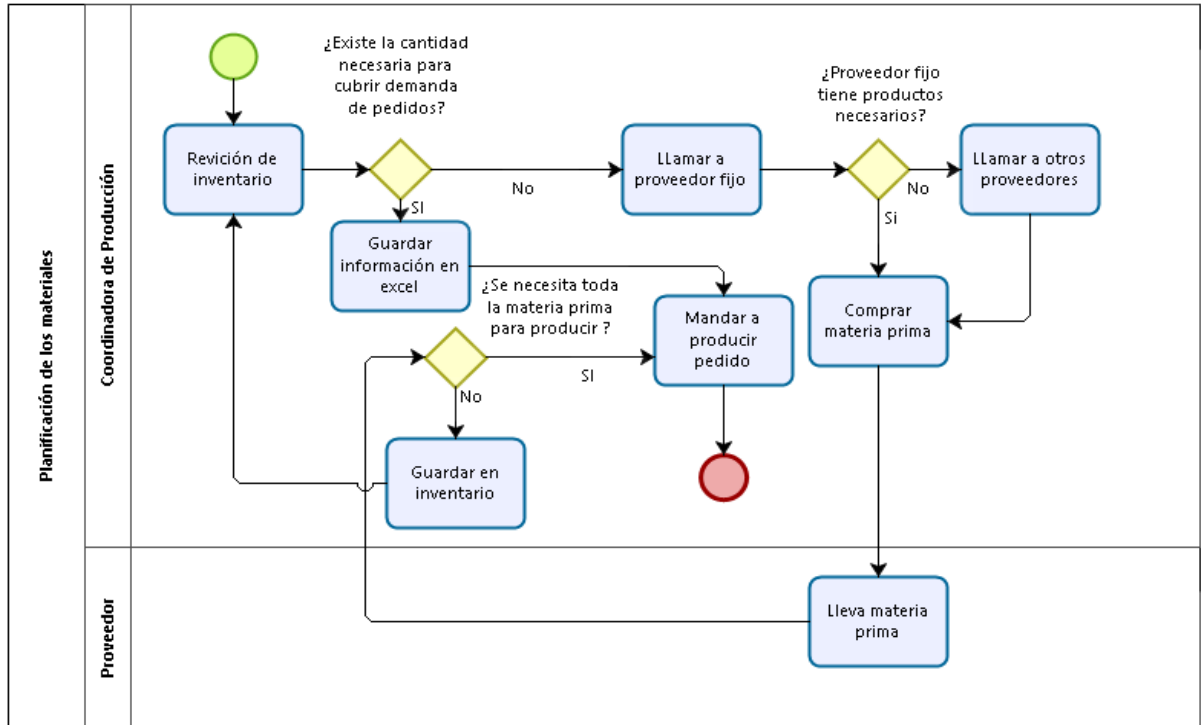 Planificación de los materiales
Coordinadora de Producción
¿Existe la cantidad
necesaria para
cubrir demanda
de pedidos?
¿Proveedor fijo
tiene productos
necesarios?
Revición de
inventario
No
LLamar a
proveedor fijo
No
LLamar a otros
proveedores
SI
Si
Guardar
información en
excel
¿Se necesita toda
la materia prima
para producir ?
Mandar a
producir
pedido
Comprar
materia prima
SI
No
Guardar en
inventario
Proveedor
Lleva materia
prima